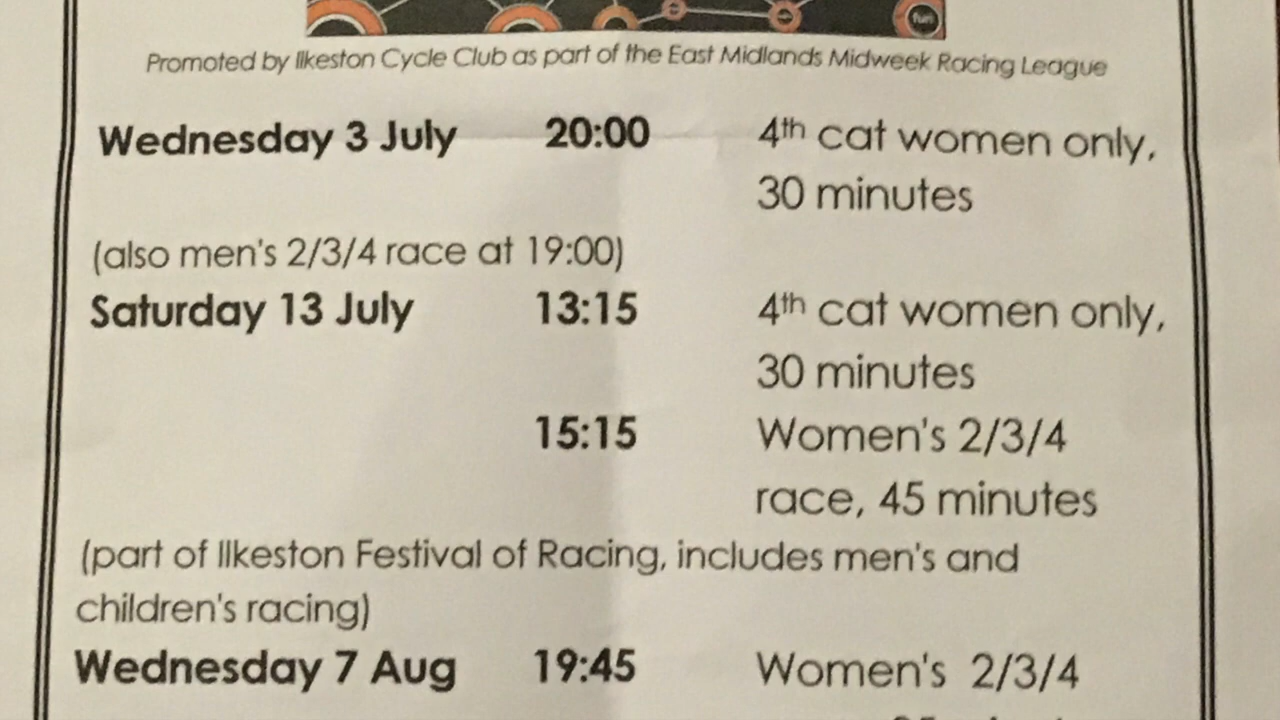 fun
Promoted by Ilkeston Cycle Club as part of the East Midlands Midweek Racing League
Wednesday 3 July 20:00 4th cat women only,
30 minutes
(also men's 2/3/4 race at 19:00)
Saturday 13 July 13:15 4th cat women only,
30 minutes
15:15 Women's 2/3/4
race, 45 minutes
(part of Ilkeston Festival of Racing, includes men's and
children's racing)
Wednesday 7 Aug 19:45 Women's 2/3/4